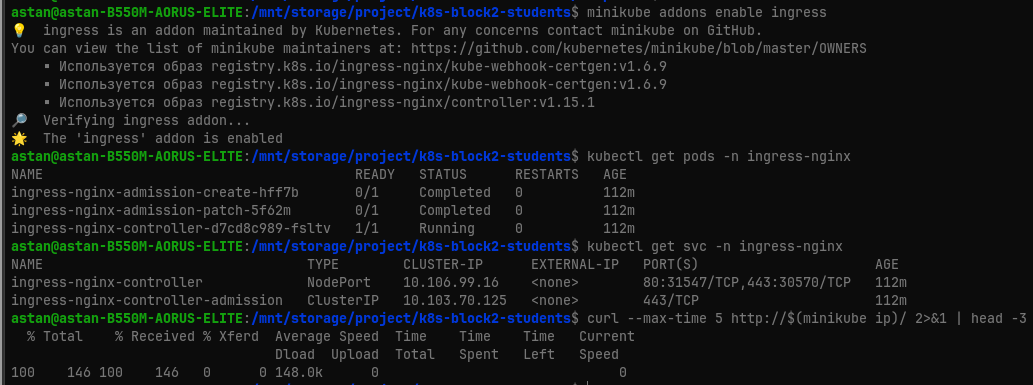 astan@astan-B550M-AORUS-ELITE:/mnt/storage/project/k8s-block2-students$ minikube addons enable ingress
💡  ingress is an addon maintained by Kubernetes. For any concerns contact minikube on GitHub.
You can view the list of minikube maintainers at: https://github.com/kubernetes/minikube/blob/master/OWNERS
    ▪ Используется образ registry.k8s.io/ingress-nginx/kube-webhook-certgen:v1.6.9
    ▪ Используется образ registry.k8s.io/ingress-nginx/kube-webhook-certgen:v1.6.9
    ▪ Используется образ registry.k8s.io/ingress-nginx/controller:v1.15.1
🔎  Verifying ingress addon...
🌟  The 'ingress' addon is enabled
astan@astan-B550M-AORUS-ELITE:/mnt/storage/project/k8s-block2-students$ kubectl get pods -n ingress-nginx
NAME                                       READY   STATUS      RESTARTS   AGE
ingress-nginx-admission-create-hff7b       0/1     Completed   0          112m
ingress-nginx-admission-patch-5f62m        0/1     Completed   0          112m
ingress-nginx-controller-d7cd8c989-fsltv   1/1     Running     0          112m
astan@astan-B550M-AORUS-ELITE:/mnt/storage/project/k8s-block2-students$ kubectl get svc -n ingress-nginx
NAME                                 TYPE        CLUSTER-IP      EXTERNAL-IP   PORT(S)                      AGE
ingress-nginx-controller             NodePort    10.106.99.16    <none>        80:31547/TCP,443:30570/TCP   112m
ingress-nginx-controller-admission   ClusterIP   10.103.70.125   <none>        443/TCP                      112m
astan@astan-B550M-AORUS-ELITE:/mnt/storage/project/k8s-block2-students$ curl --max-time 5 http://$(minikube ip)/ 2>&1 | head -3
  % Total    % Received % Xferd  Average Speed  Time    Time    Time   Current
                                 Dload  Upload  Total   Spent   Left   Speed
100    146 100    146   0      0 148.0k      0                              0